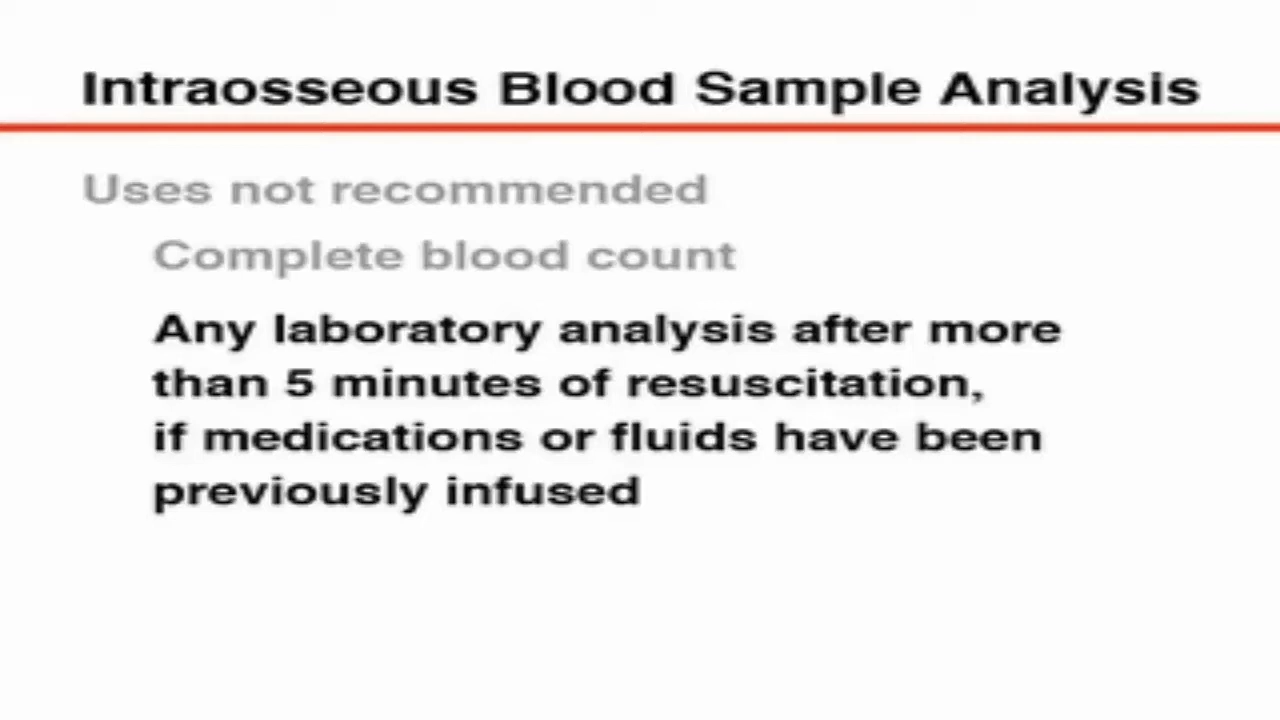 Intraosseous Blood Sample Analysis
Uses not recommended
Complete blood count
Any laboratory analysis after more
than 5 minutes of resuscitation,
if medications or fluids have been
previously infused